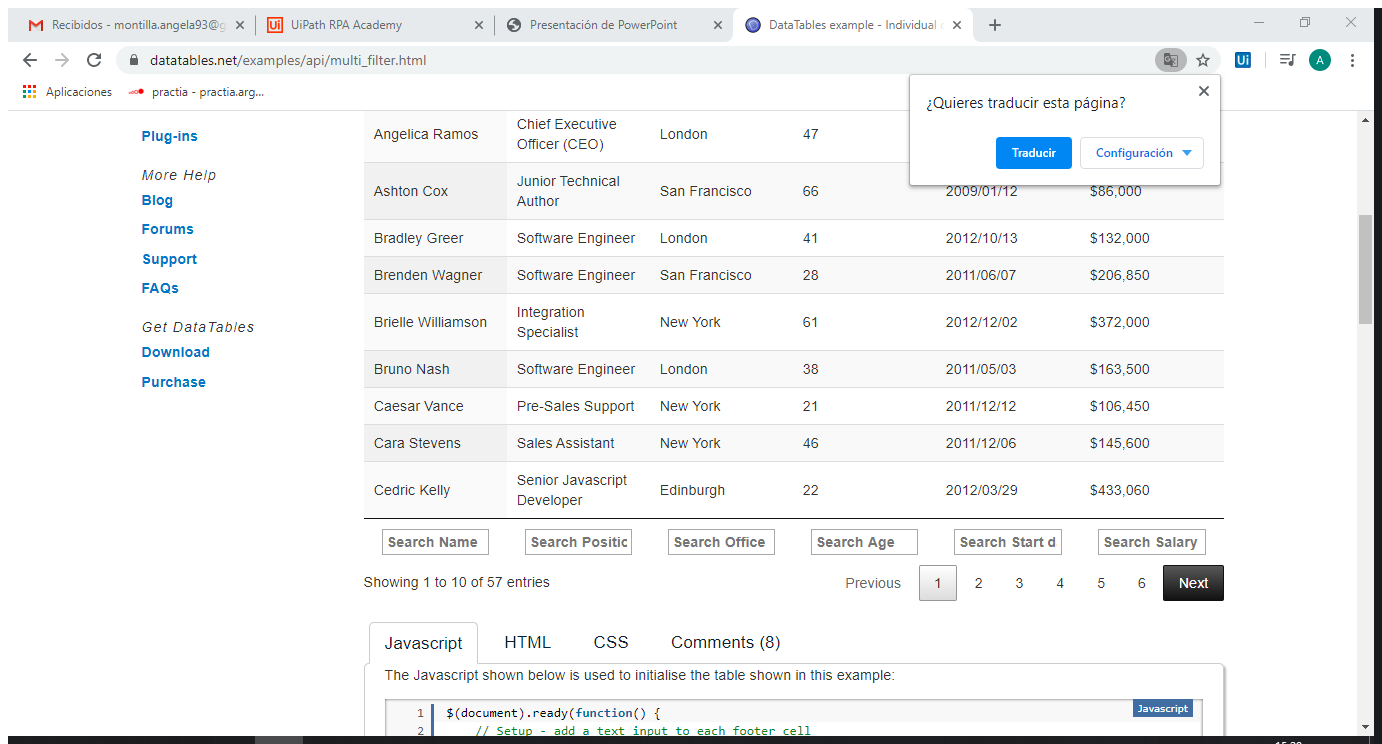 Recibidos - montilla.angela93@g
UiPath RPA Academy
Presentación de PowerPoint
DataTables example - Individual
datatables.net/examples/api/multi_filter.html
Ui
A
Aplicaciones
practia - practia.arg...
¿Quieres traducir esta página?
Traducir
Configuración
Plug-ins
More Help
Blog
Forums
Support
FAQs
Get DataTables
Download
Purchase
Angelica Ramos Chief Executive Officer (CEO) London 47
Ashton Cox Junior Technical Author San Francisco 66 2009/01/12 $86,000
Bradley Greer Software Engineer London 41 2012/10/13 $132,000
Brenden Wagner Software Engineer San Francisco 28 2011/06/07 $206,850
Brielle Williamson Integration Specialist New York 61 2012/12/02 $372,000
Bruno Nash Software Engineer London 38 2011/05/03 $163,500
Caesar Vance Pre-Sales Support New York 21 2011/12/12 $106,450
Cara Stevens Sales Assistant New York 46 2011/12/06 $145,600
Cedric Kelly Senior Javascript Developer Edinburgh 22 2012/03/29 $433,060
Search Name Search Positic Search Office Search Age Search Start d Search Salary
Showing 1 to 10 of 57 entries
Previous 1 2 3 4 5 6 Next
Javascript HTML CSS Comments (8)
The Javascript shown below is used to initialise the table shown in this example:
Javascript
1 $(document).ready(function() {
2 // Setup - add a text input to each footer cell